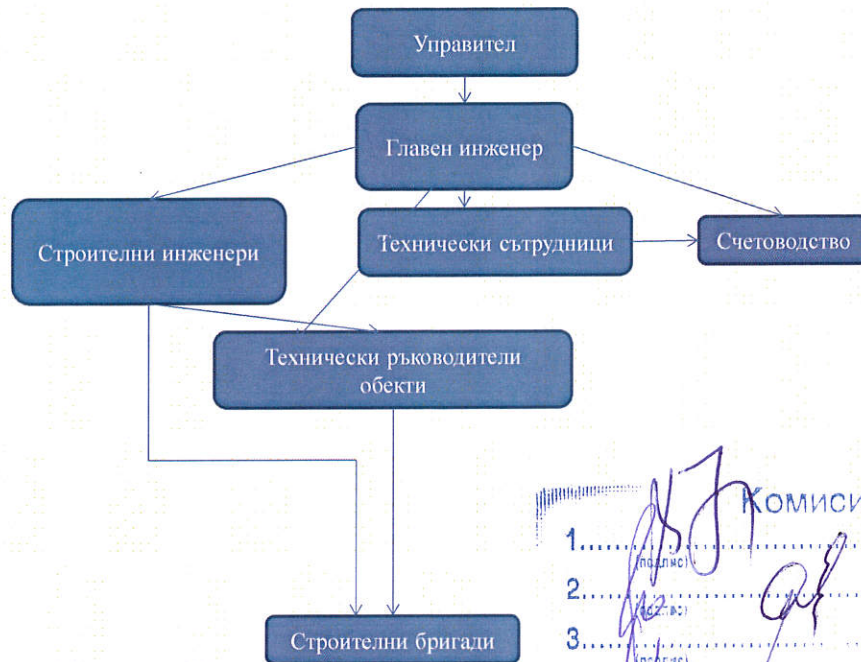 Управител
Главен инженер
Строителни инженери
Технически сътрудници
Счетоводство
Технически ръководители
обекти
Комиси
1
(подпис)
2
(подпис)
3
(подпис)
Строителни бригади